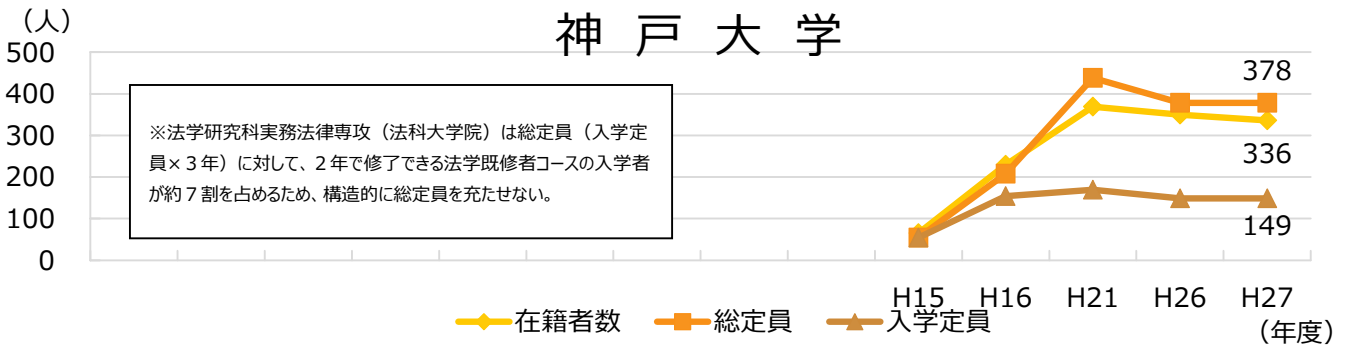 （人）
神戸大学
500
400
300
200
100
0
※法学研究科実務法律専攻（法科大学院）は総定員（入学定
員×３年）に対して、２年で修了できる法学既修者コースの入学者
が約７割を占めるため、構造的に総定員を充たせない。
378
336
149
H15 H16 H21 H26 H27
（年度）
在籍者数 総定員 入学定員